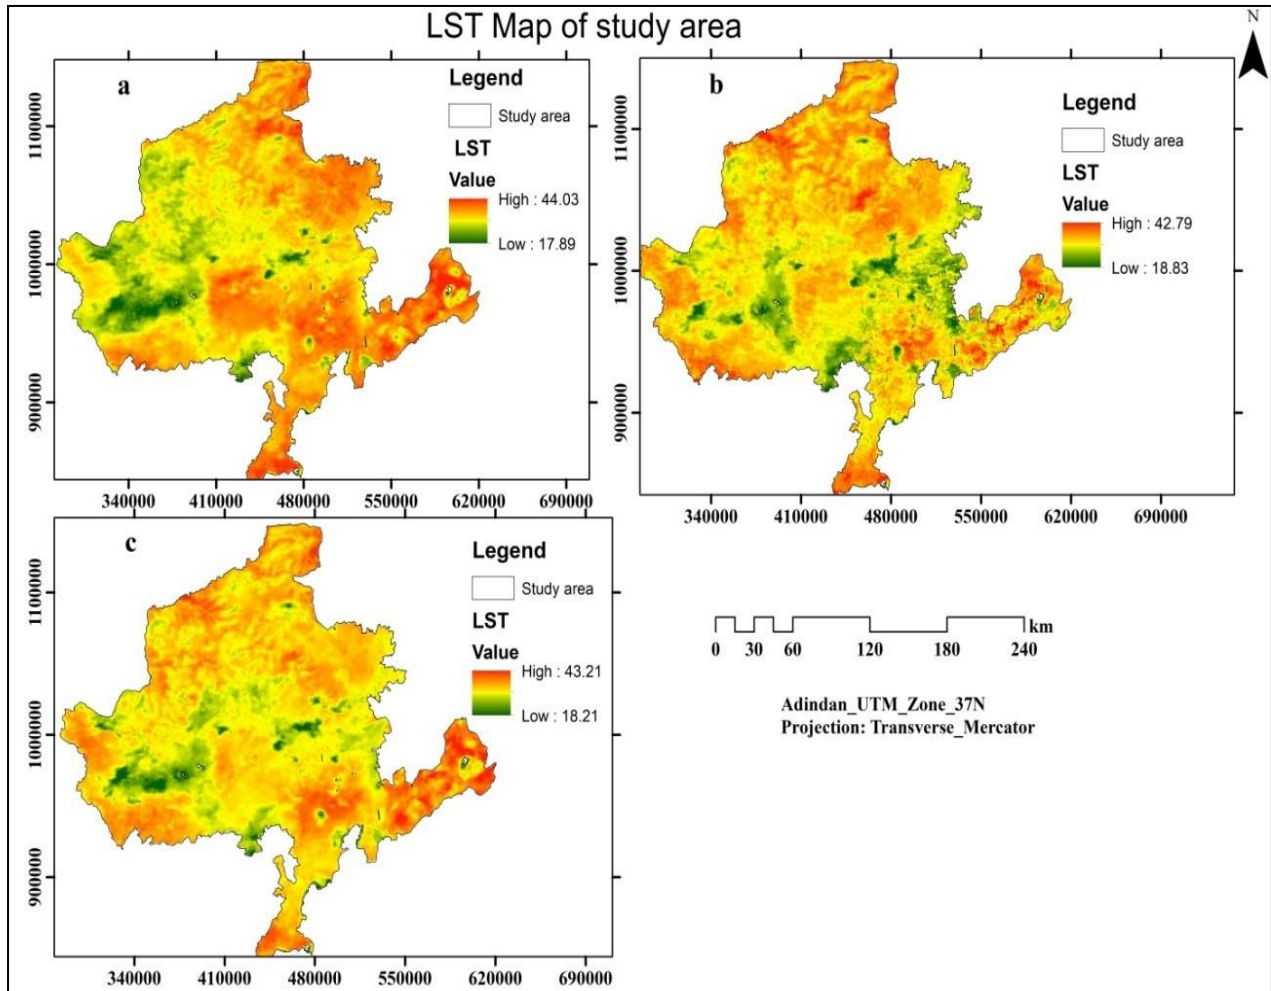 LST Map of study area
N
a
Legend
Study area
LST
Value
High : 44.03
Low : 17.89
1100000
1000000
900000
340000 410000 480000 550000 620000 690000
b
Legend
Study area
LST
Value
High : 42.79
Low : 18.83
1100000
1000000
900000
340000 410000 480000 550000 620000 690000
c
Legend
Study area
LST
Value
High : 43.21
Low : 18.21
1100000
1000000
900000
340000 410000 480000 550000 620000 690000
km
0 30 60 120 180 240
Adindan_UTM_Zone_37N
Projection: Transverse_Mercator